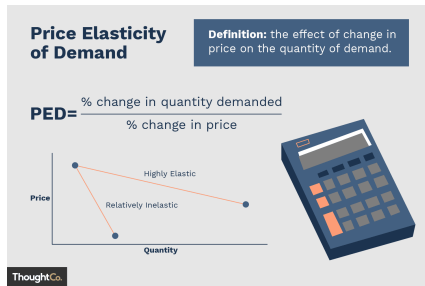 Price Elasticity
of Demand
Definition: the effect of change in
price on the quantity of demand.
PED=
% change in quantity demanded
% change in price
Price
Highly Elastic
Relatively Inelastic
Quantity
ThoughtCo.